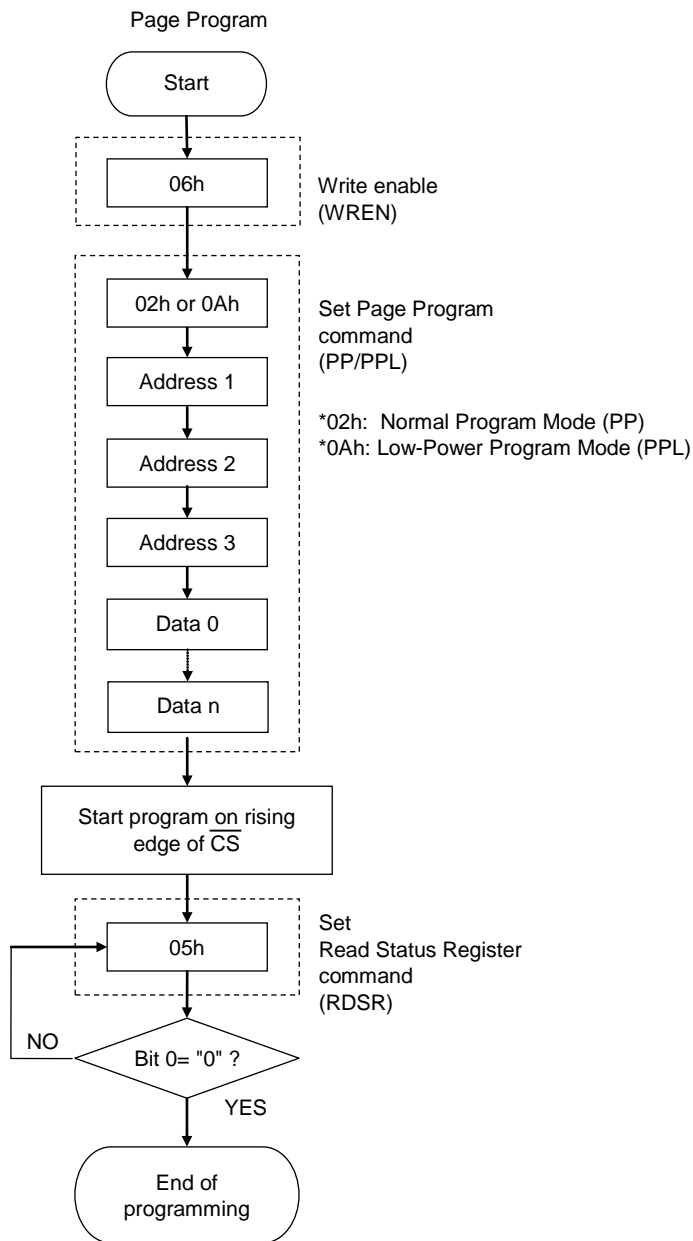 Page Program
Start
06h
Write enable
(WREN)
02h or 0Ah
Set Page Program
command
(PP/PPL)
Address 1
*02h: Normal Program Mode (PP)
*0Ah: Low-Power Program Mode (PPL)
Address 2
Address 3
Data 0
Data n
Start program on rising
edge of C̅S̅
05h
Set
Read Status Register
command
(RDSR)
NO
Bit 0= "0" ?
YES
End of
programming